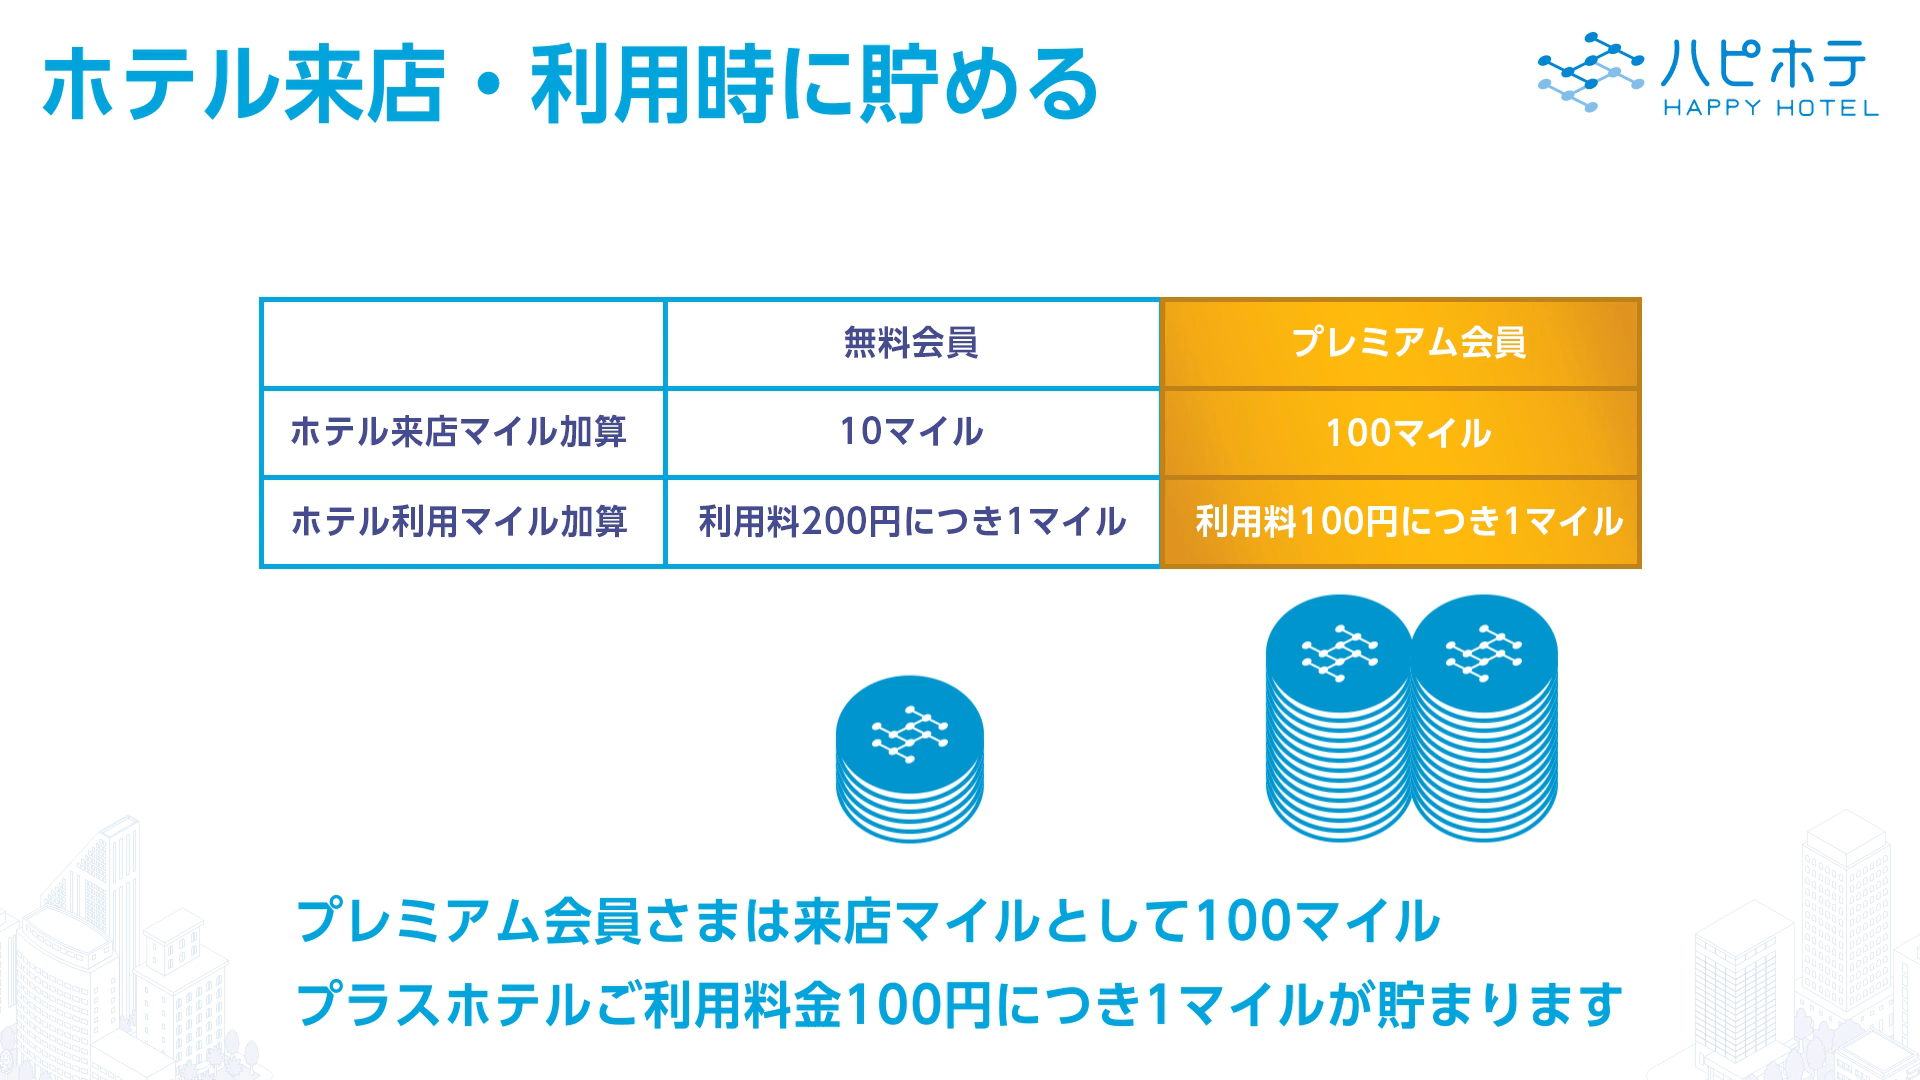 ホテル来店・利用時に貯める
ハピホテ
HAPPY HOTEL
無料会員 プレミアム会員
ホテル来店マイル加算 10マイル 100マイル
ホテル利用マイル加算 利用料200円につき1マイル 利用料100円につき1マイル
プレミアム会員さまは来店マイルとして100マイル
プラスホテルご利用料金100円につき1マイルが貯まります